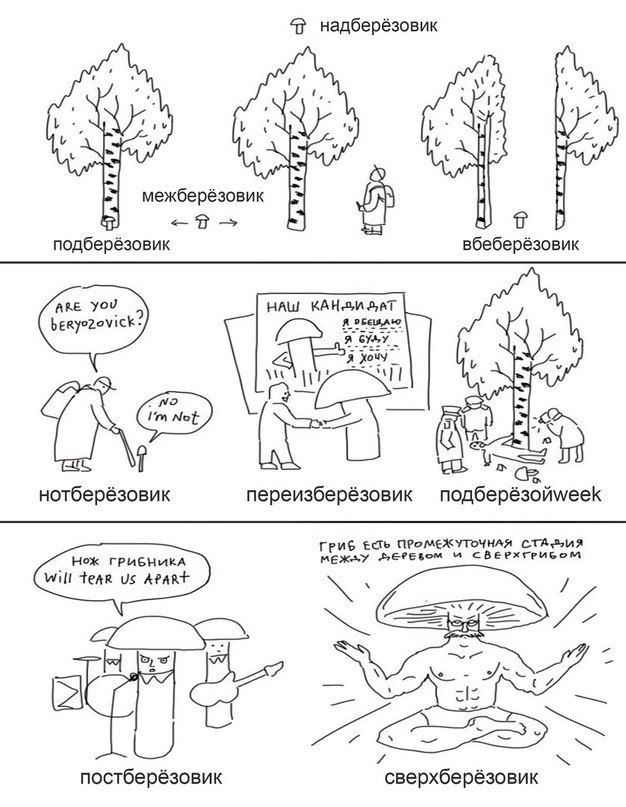 надберёзовик
межберёзовик
подберёзовик
вбеберёзовик
ARE YOU
beryozovick?
NO
I'm Not
НАШ КАНДИДАТ
Я ОБЕЩАЮ
Я БУДУ
Я ХОЧУ
нотберёзовик
переизберёзовик
подберёзойweek
НОЖ ГРИБНИКА
Will teAR US APARt
ГРИБ ЕСТЬ ПРОМЕЖУТОЧНАЯ СТАДИЯ
МЕЖДУ ДЕРЕВОМ И СВЕРХГРИБОМ
постберёзовик
сверхберёзовик